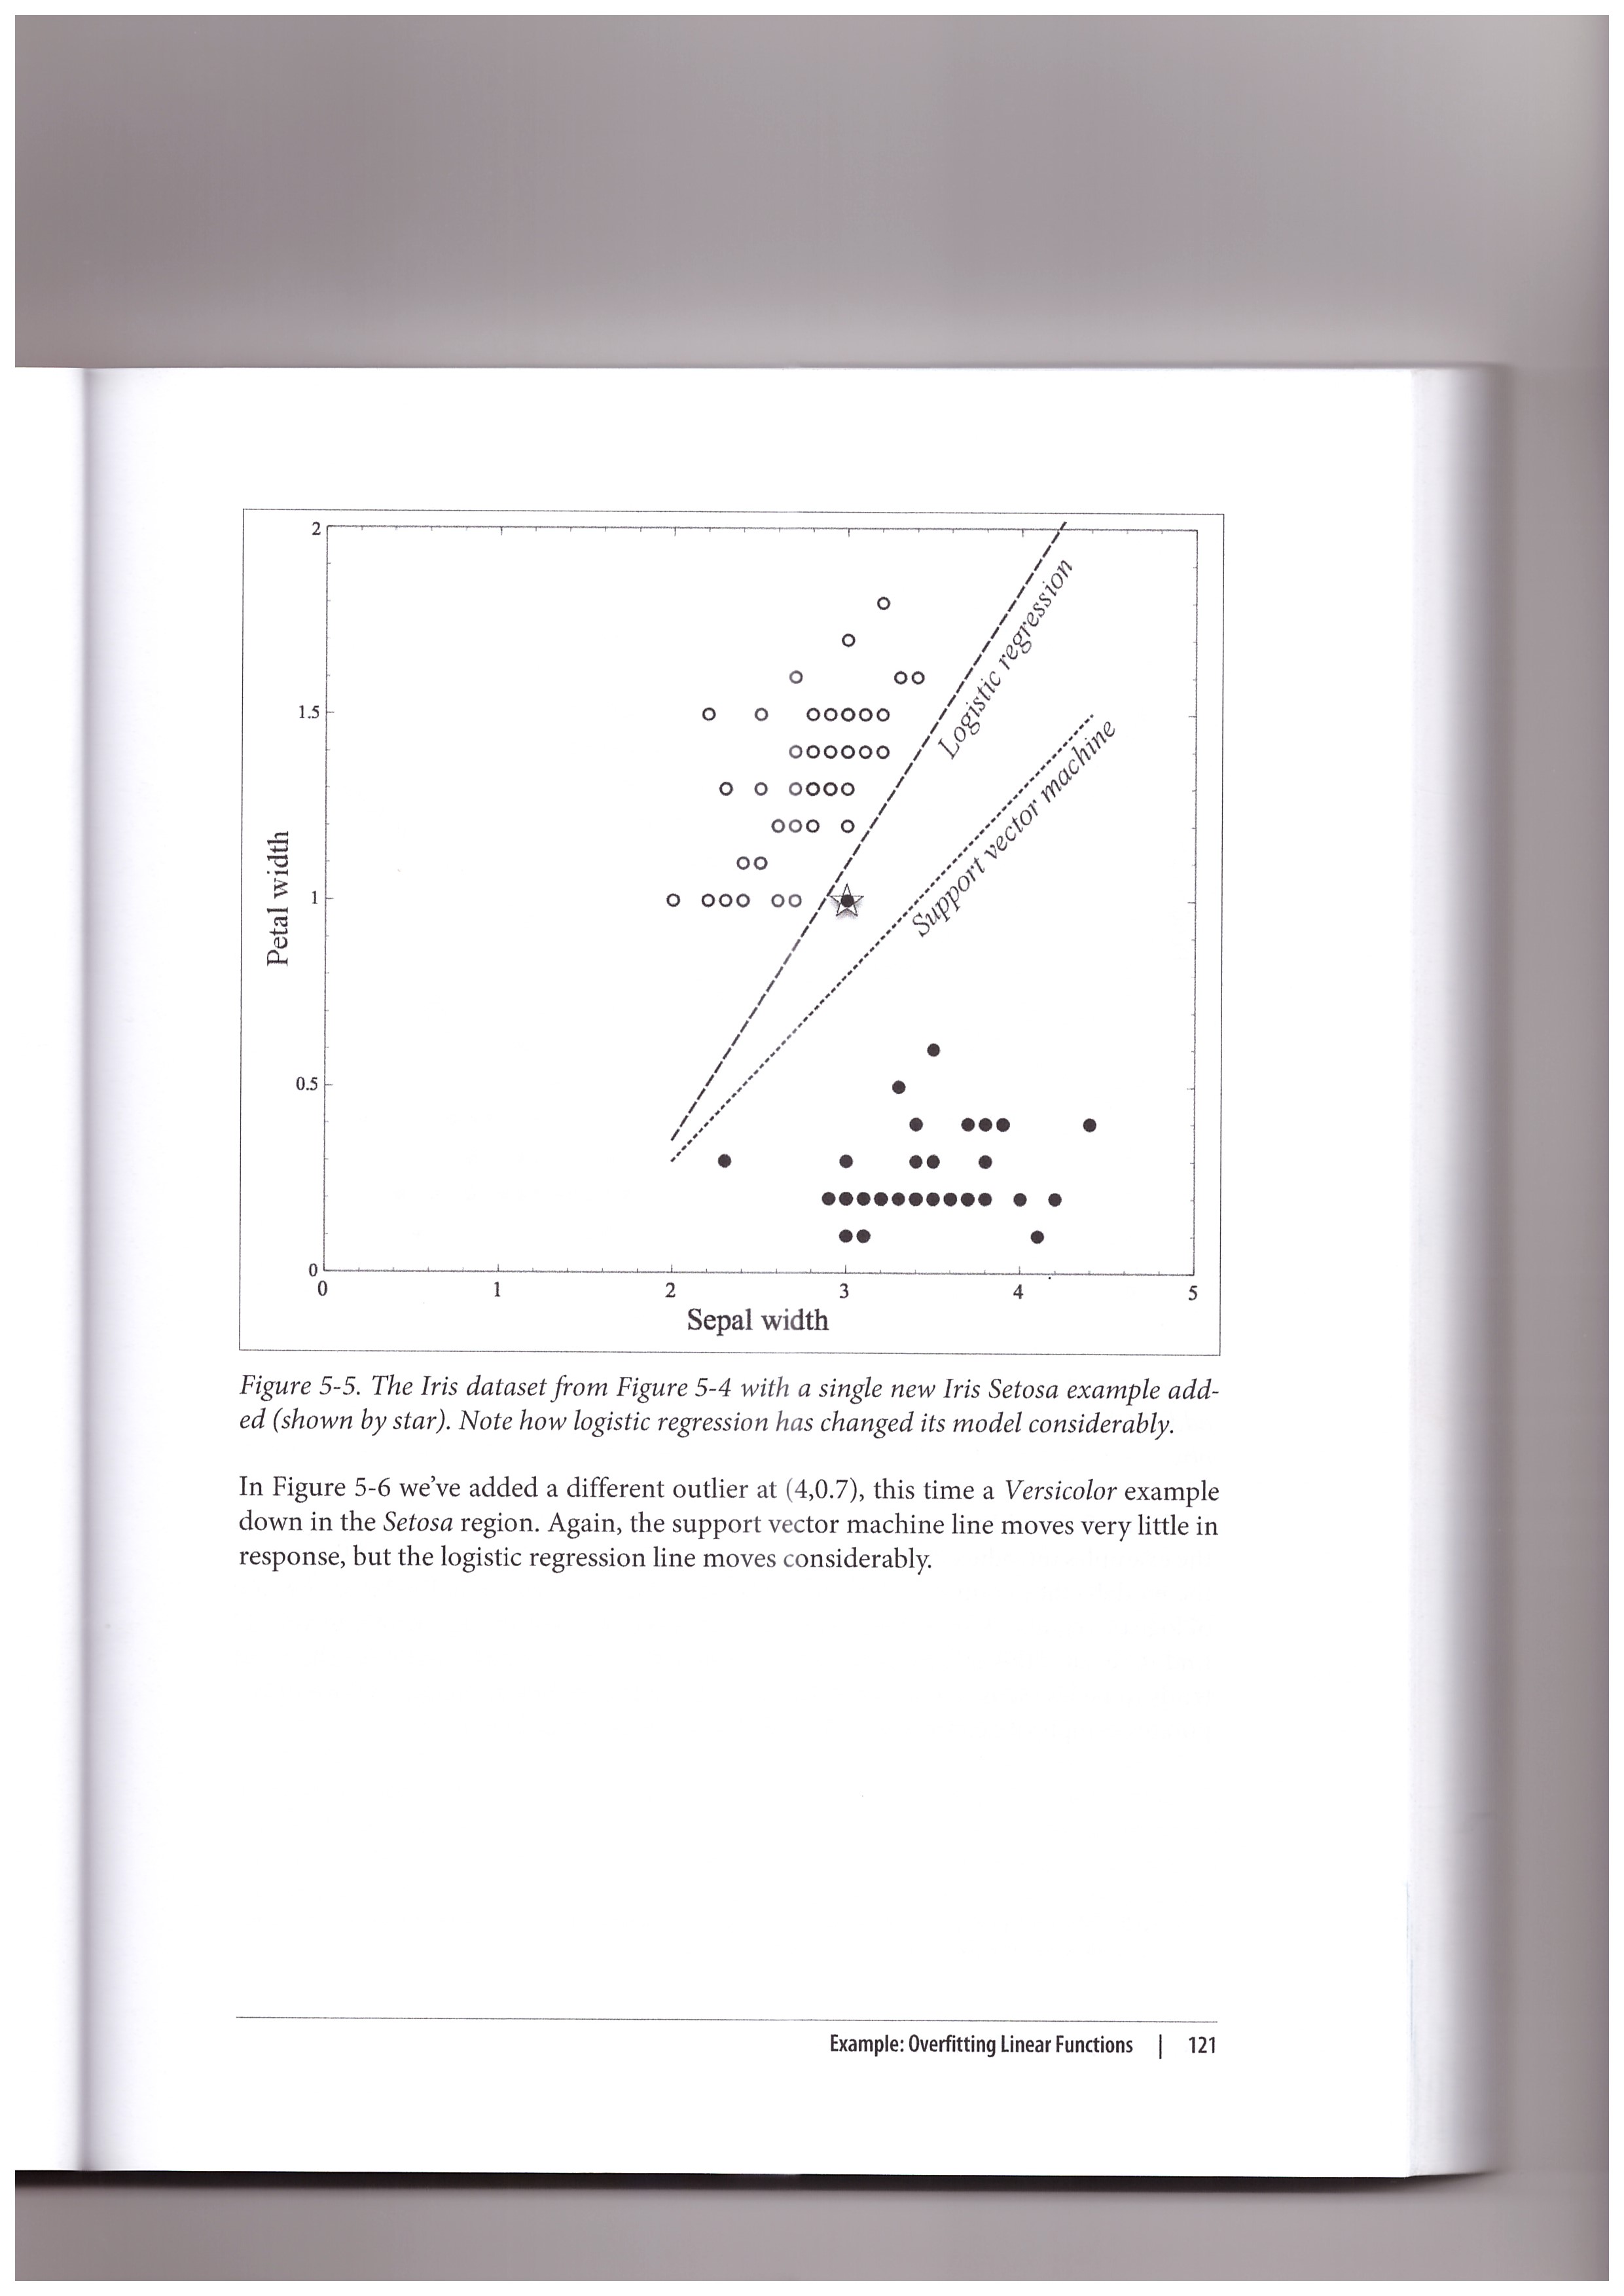 2
Logistic regression
1.5
Support vector machine
Petal width
1
0.5
0
0 1 2 3 4 5
Sepal width
Figure 5-5. The Iris dataset from Figure 5-4 with a single new Iris Setosa example add-
ed (shown by star). Note how logistic regression has changed its model considerably.
In Figure 5-6 we’ve added a different outlier at (4,0.7), this time a Versicolor example
down in the Setosa region. Again, the support vector machine line moves very little in
response, but the logistic regression line moves considerably.
Example: Overfitting Linear Functions | 121